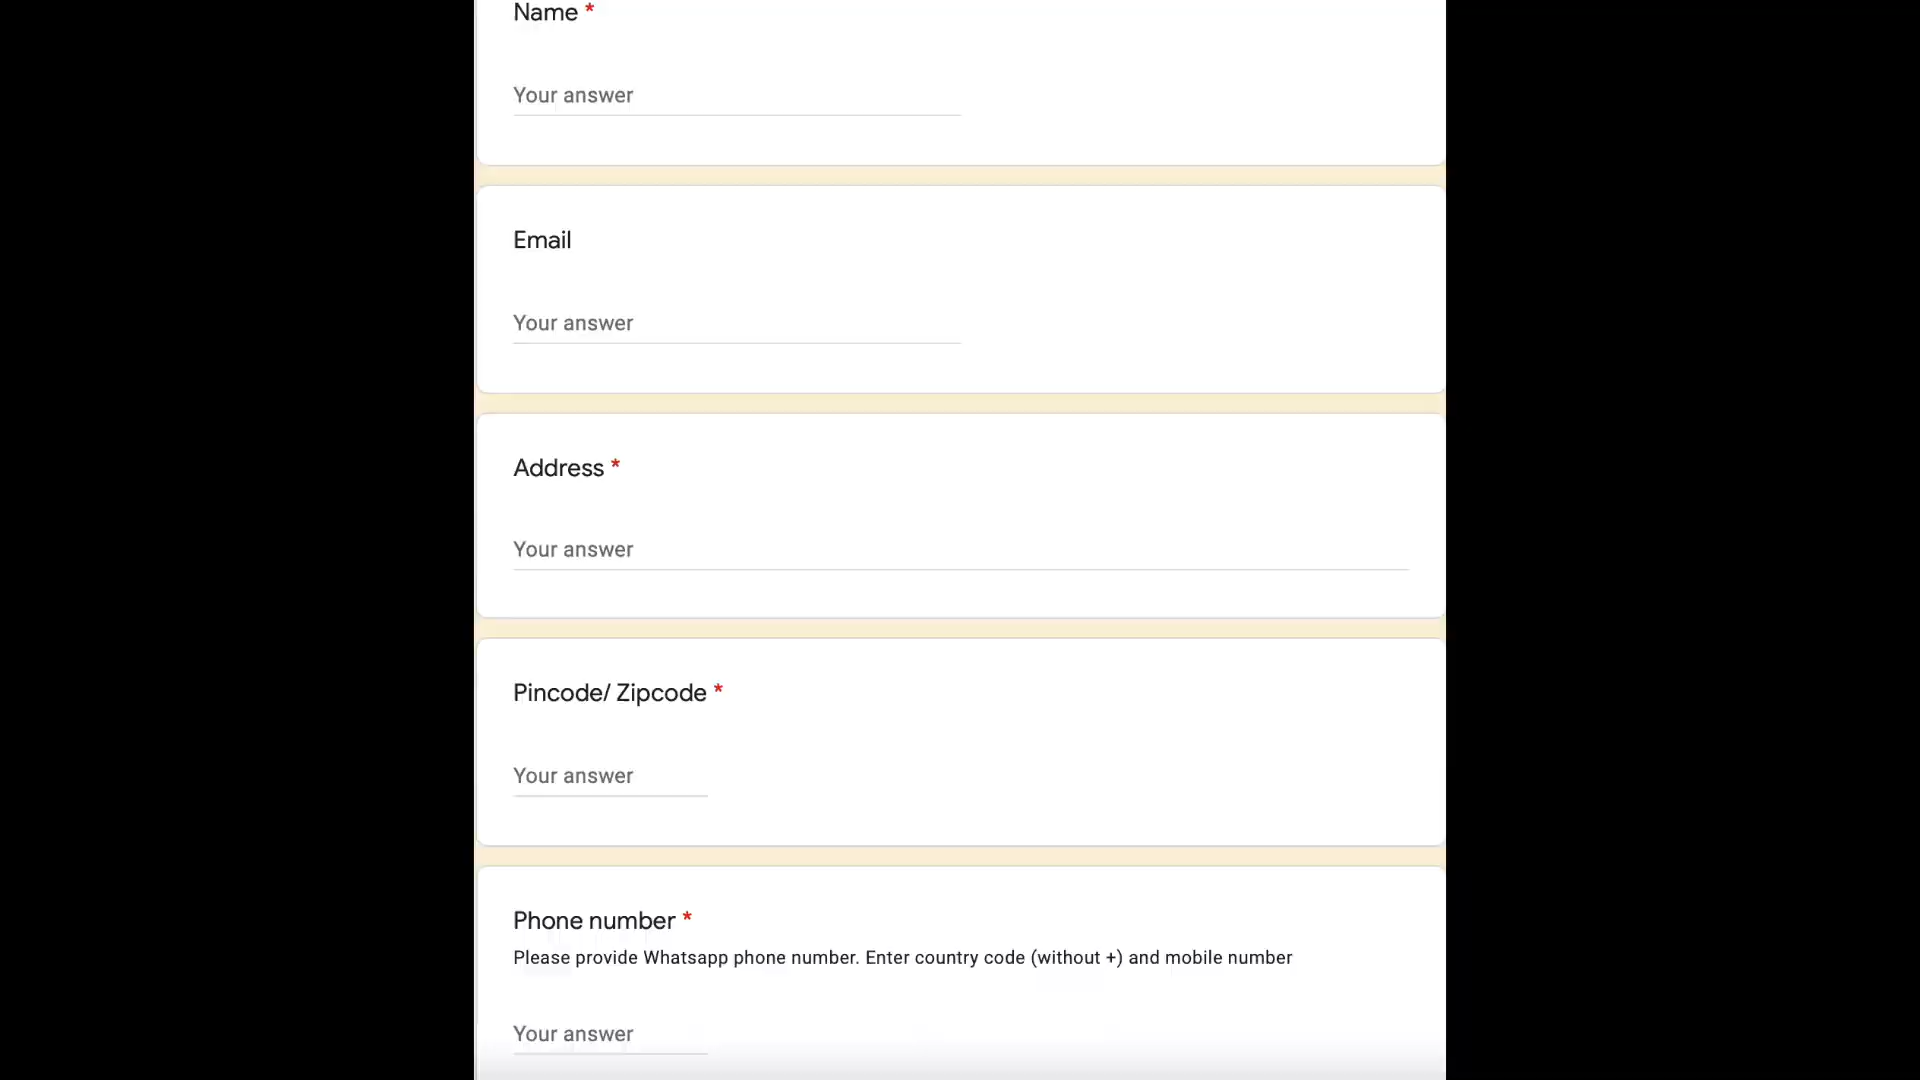 Name *
Your answer
Email
Your answer
Address *
Your answer
Pincode/ Zipcode *
Your answer
Phone number *
Please provide Whatsapp phone number. Enter country code (without +) and mobile number
Your answer